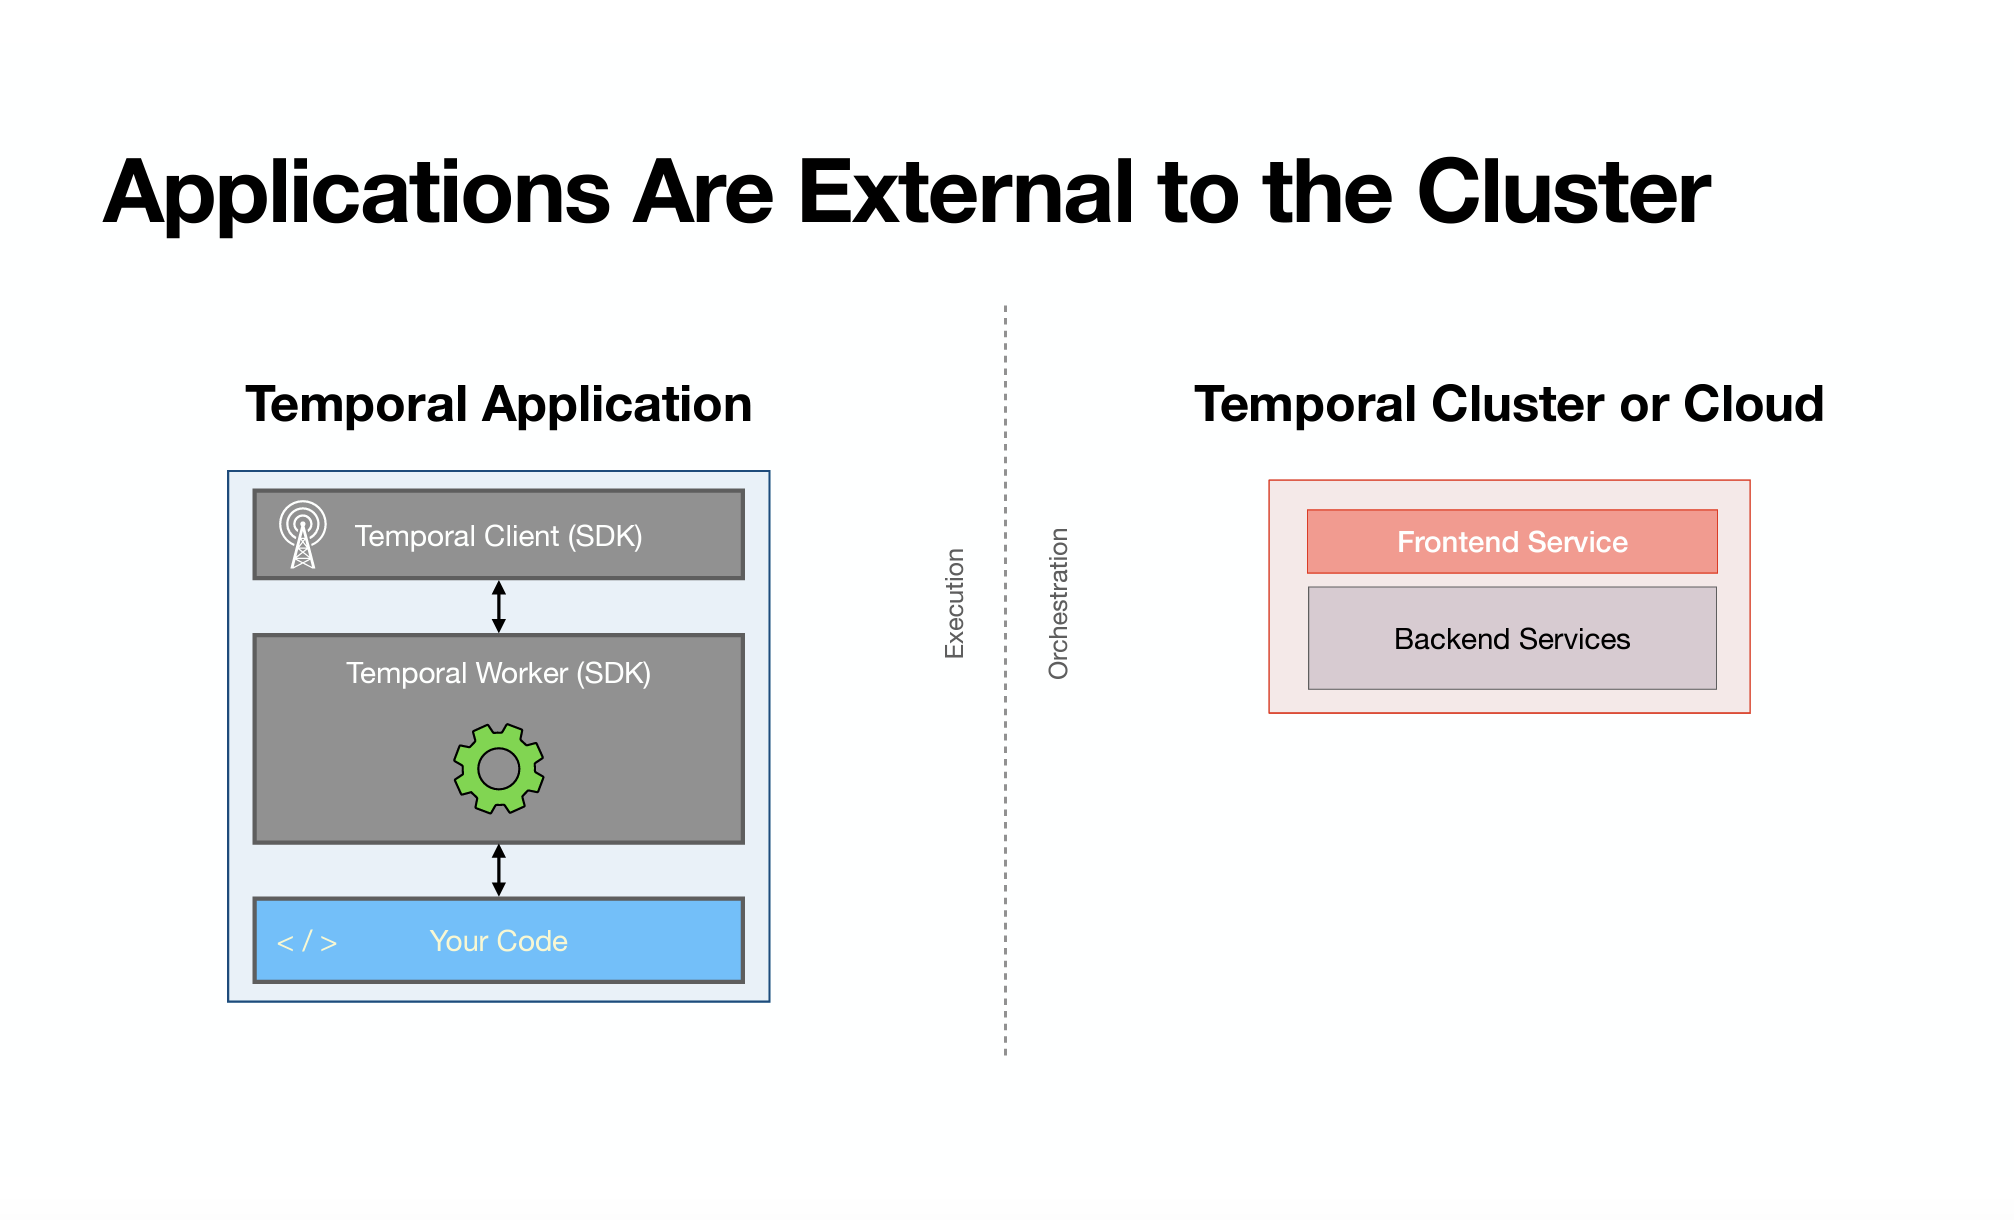 Applications Are External to the Cluster
Temporal Application
Temporal Client (SDK)
Temporal Worker (SDK)
< / > Your Code
Execution
Orchestration
Temporal Cluster or Cloud
Frontend Service
Backend Services